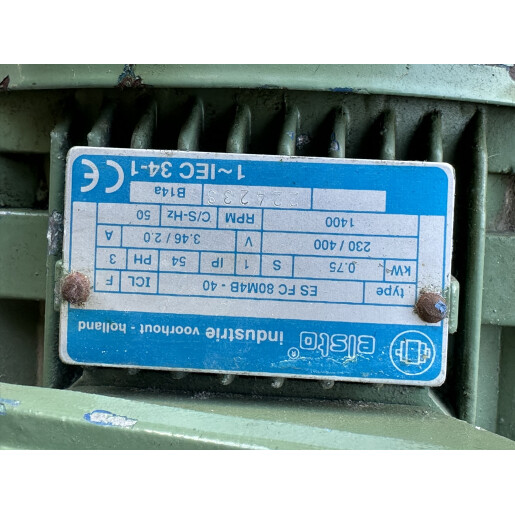 Elsto ®
industrie voorhout - holland
type ES FC 80M4B - 40 ICL F
kW 0.75 S 1 IP 54 PH 3
230 / 400 V 3.46 / 2.0 A
1400 RPM C/S-Hz 50
B14a
1~IEC 34-1 CE